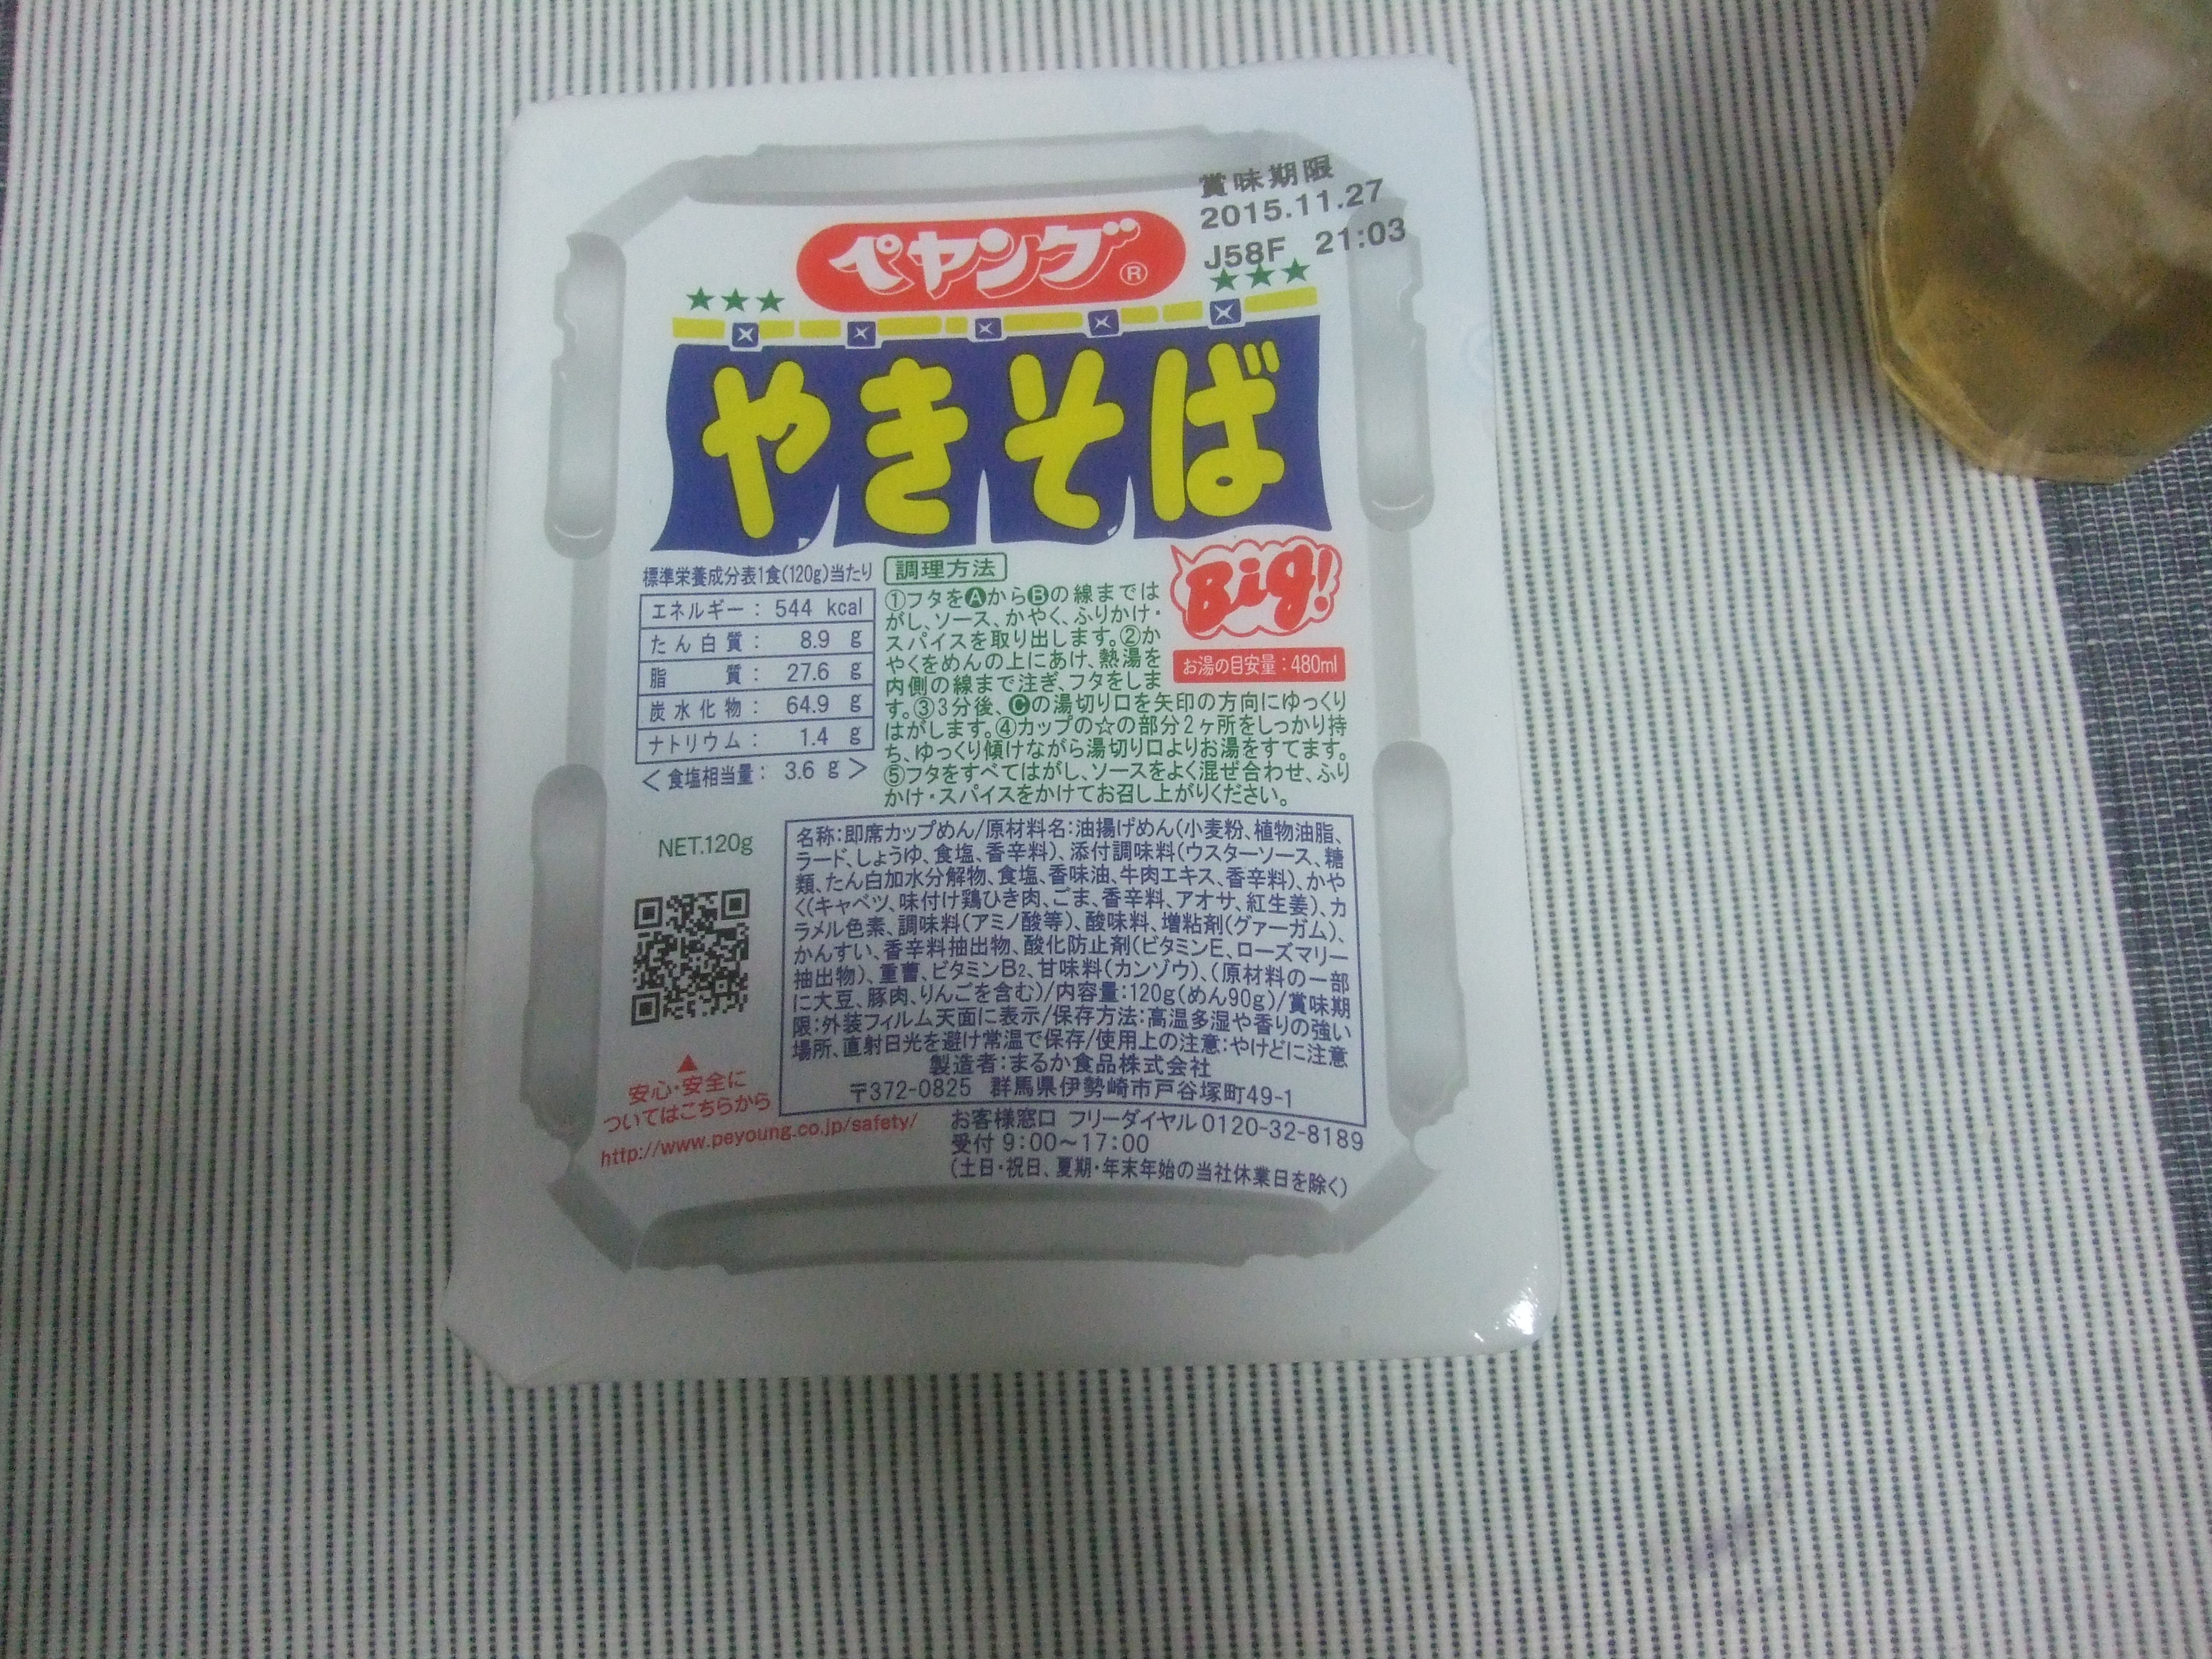 賞味期限
2015.11.27
J58F 21:03
ペヤング®
★★★ ★★★
やきそば
Big!
お湯の目安量:480ml
標準栄養成分表1食(120g)当たり
エネルギー: 544 kcal
たん白質: 8.9 g
脂質: 27.6 g
炭水化物: 64.9 g
ナトリウム: 1.4 g
<食塩相当量: 3.6 g>
調理方法
①フタをAからBの線までは
がし、ソース、かやく、ふりかけ・
スパイスを取り出します。②か
やくをめんの上にあけ、熱湯を
内側の線まで注ぎ、フタをしま
す。③3分後、Cの湯切り口を矢印の方向にゆっくり
はがします。④カップの☆の部分2ヶ所をしっかり持
ち、ゆっくり傾けながら湯切り口よりお湯をすてます。
⑤フタをすべてはがし、ソースをよく混ぜ合わせ、ふり
かけ・スパイスをかけてお召し上がりください。
NET.120g
名称:即席カップめん/原材料名:油揚げめん(小麦粉、植物油脂、
ラード、しょうゆ、食塩、香辛料)、添付調味料(ウスターソース、糖
類、たん白加水分解物、食塩、香味油、牛肉エキス、香辛料)、かや
く(キャベツ、味付け鶏ひき肉、ごま、香辛料、アオサ、紅生姜)、カ
ラメル色素、調味料(アミノ酸等)、酸味料、増粘剤(グァーガム)、
かんすい、香辛料抽出物、酸化防止剤(ビタミンE、ローズマリー
抽出物)、重曹、ビタミンB2、甘味料(カンゾウ)、(原材料の一部
に大豆、豚肉、りんごを含む)/内容量:120g(めん90g)/賞味期
限:外装フィルム天面に表示/保存方法:高温多湿や香りの強い
場所、直射日光を避け常温で保存/使用上の注意:やけどに注意
製造者:まるか食品株式会社
〒372-0825 群馬県伊勢崎市戸谷塚町49-1
▲
安心・安全に
ついてはこちらから
http://www.peyoung.co.jp/safety/
お客様窓口 フリーダイヤル0120-32-8189
受付 9:00~17:00
(土日・祝日、夏期・年末年始の当社休業日を除く)